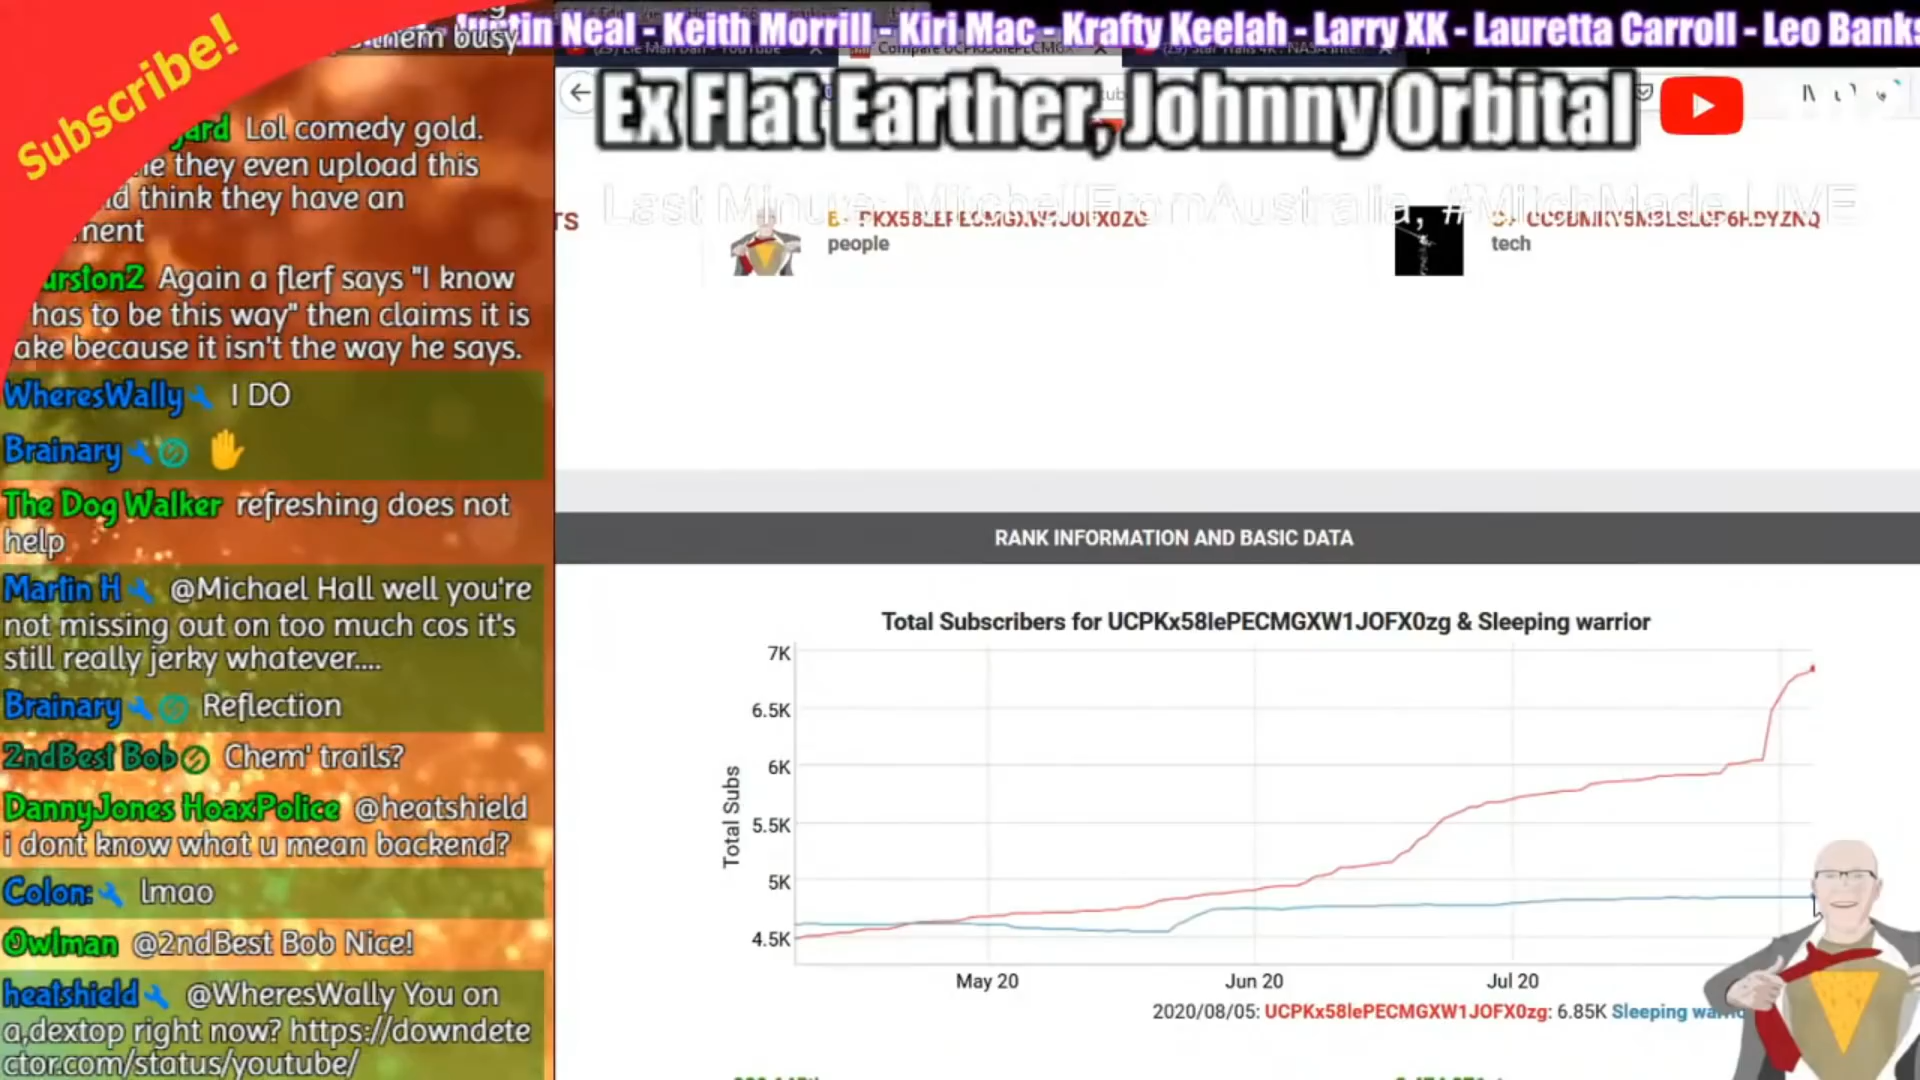 Neal - Keith Morrill - Kiri Mac - Krafty Keelah - Larry XK - Lauretta Carroll - Leo Banks
Subscribe!
them busy
Ex Flat Earther, Johnny Orbital
Last Minute: MitchellFromAustralia, #MitchMade LIVE
people
tech
Lol comedy gold.
they even upload this
think they have an
Again a flerf says "I know
has to be this way" then claims it is
because it isn't the way he says.
WheresWally I DO
Brainary
The Dog Walker refreshing does not
help
Martin H @Michael Hall well you're
not missing out on too much cos it's
still really jerky whatever....
Brainary Reflection
2ndBest Bob Chem' trails?
DannyJones HoaxPolice @heatshield
i dont know what u mean backend?
Colon: lmao
Owlman @2ndBest Bob Nice!
heatshield @WheresWally You on
a,dextop right now? https://downdete
ctor.com/status/youtube/
RANK INFORMATION AND BASIC DATA
Total Subscribers for UCPKx58lePECMGXW1JOFX0zg & Sleeping warrior
Total Subs
7K
6.5K
6K
5.5K
5K
4.5K
May 20
Jun 20
Jul 20
2020/08/05: UCPKx58lePECMGXW1JOFX0zg: 6.85K Sleeping